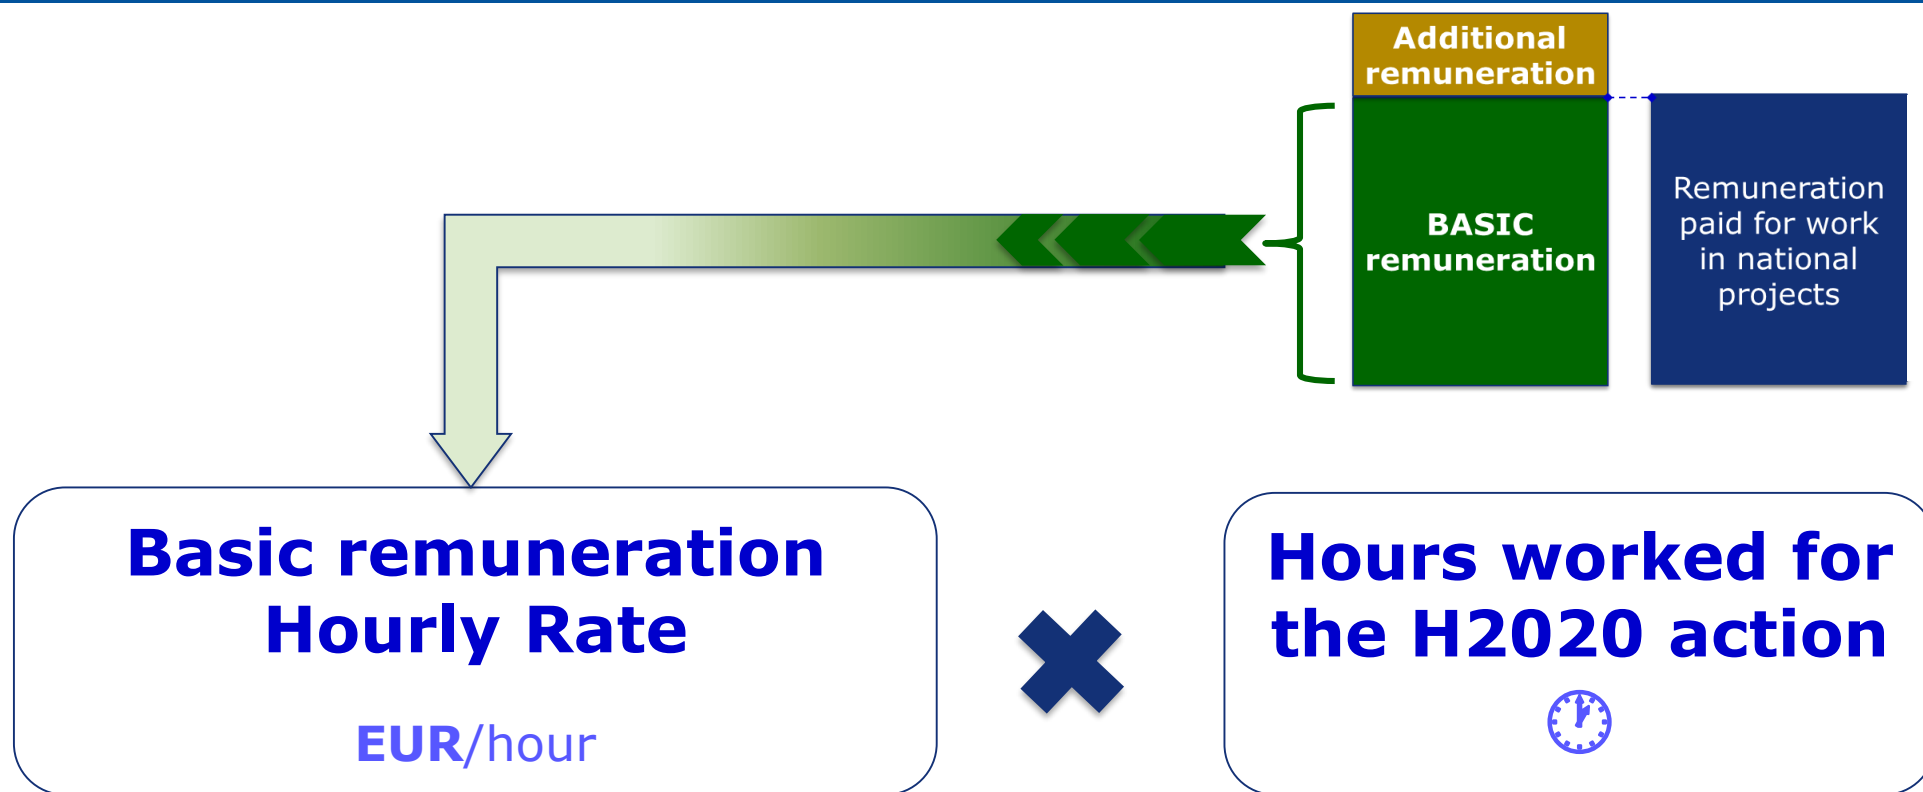 Additional
remuneration
BASIC
remuneration
Remuneration
paid for work
in national
projects
Basic remuneration
Hourly Rate
EUR/hour
Hours worked for
the H2020 action